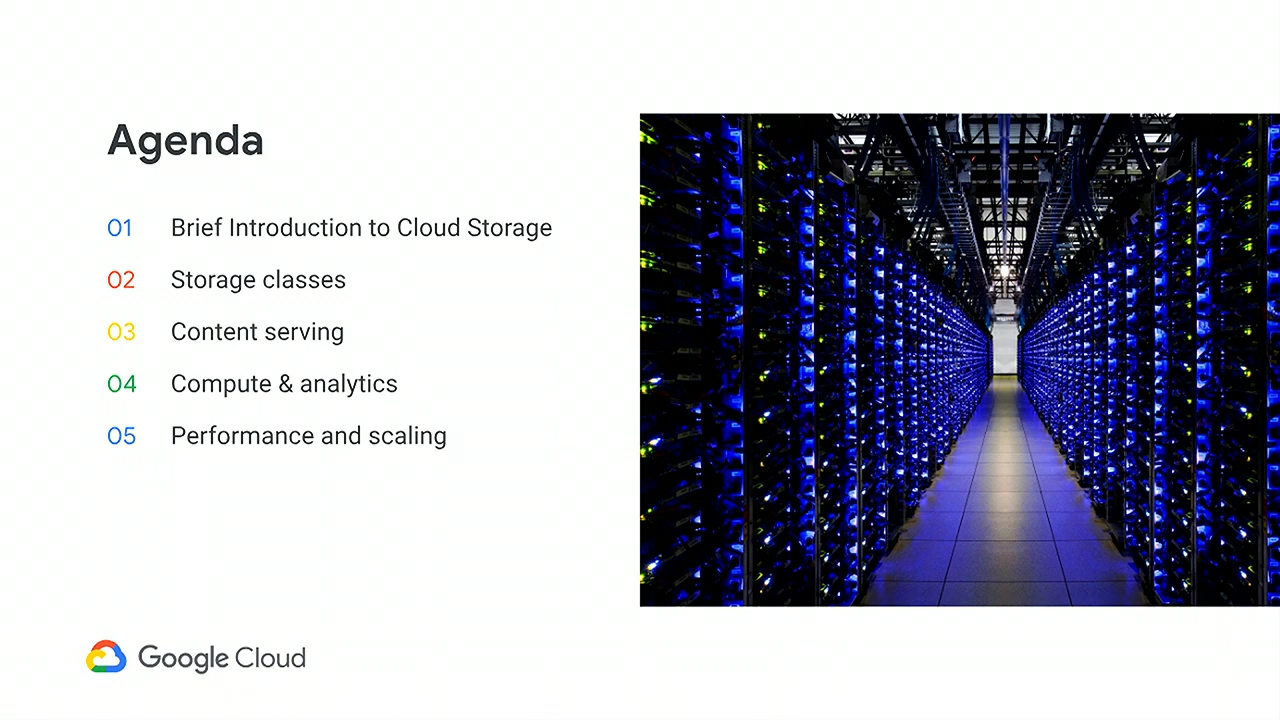 Agenda
01 Brief Introduction to Cloud Storage
02 Storage classes
03 Content serving
04 Compute & analytics
05 Performance and scaling
Google Cloud